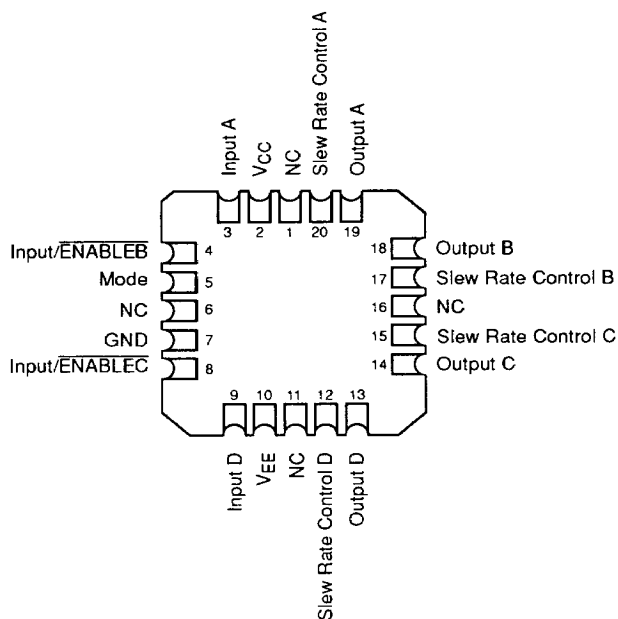 Input A
VCC
NC
Slew Rate Control A
Output A
3
2
1
20
19
Input/ENABLEB
4
Mode
5
NC
6
GND
7
Input/ENABLEC
8
18
Output B
17
Slew Rate Control B
16
NC
15
Slew Rate Control C
14
Output C
9
10
11
12
13
Input D
VEE
NC
Slew Rate Control D
Output D